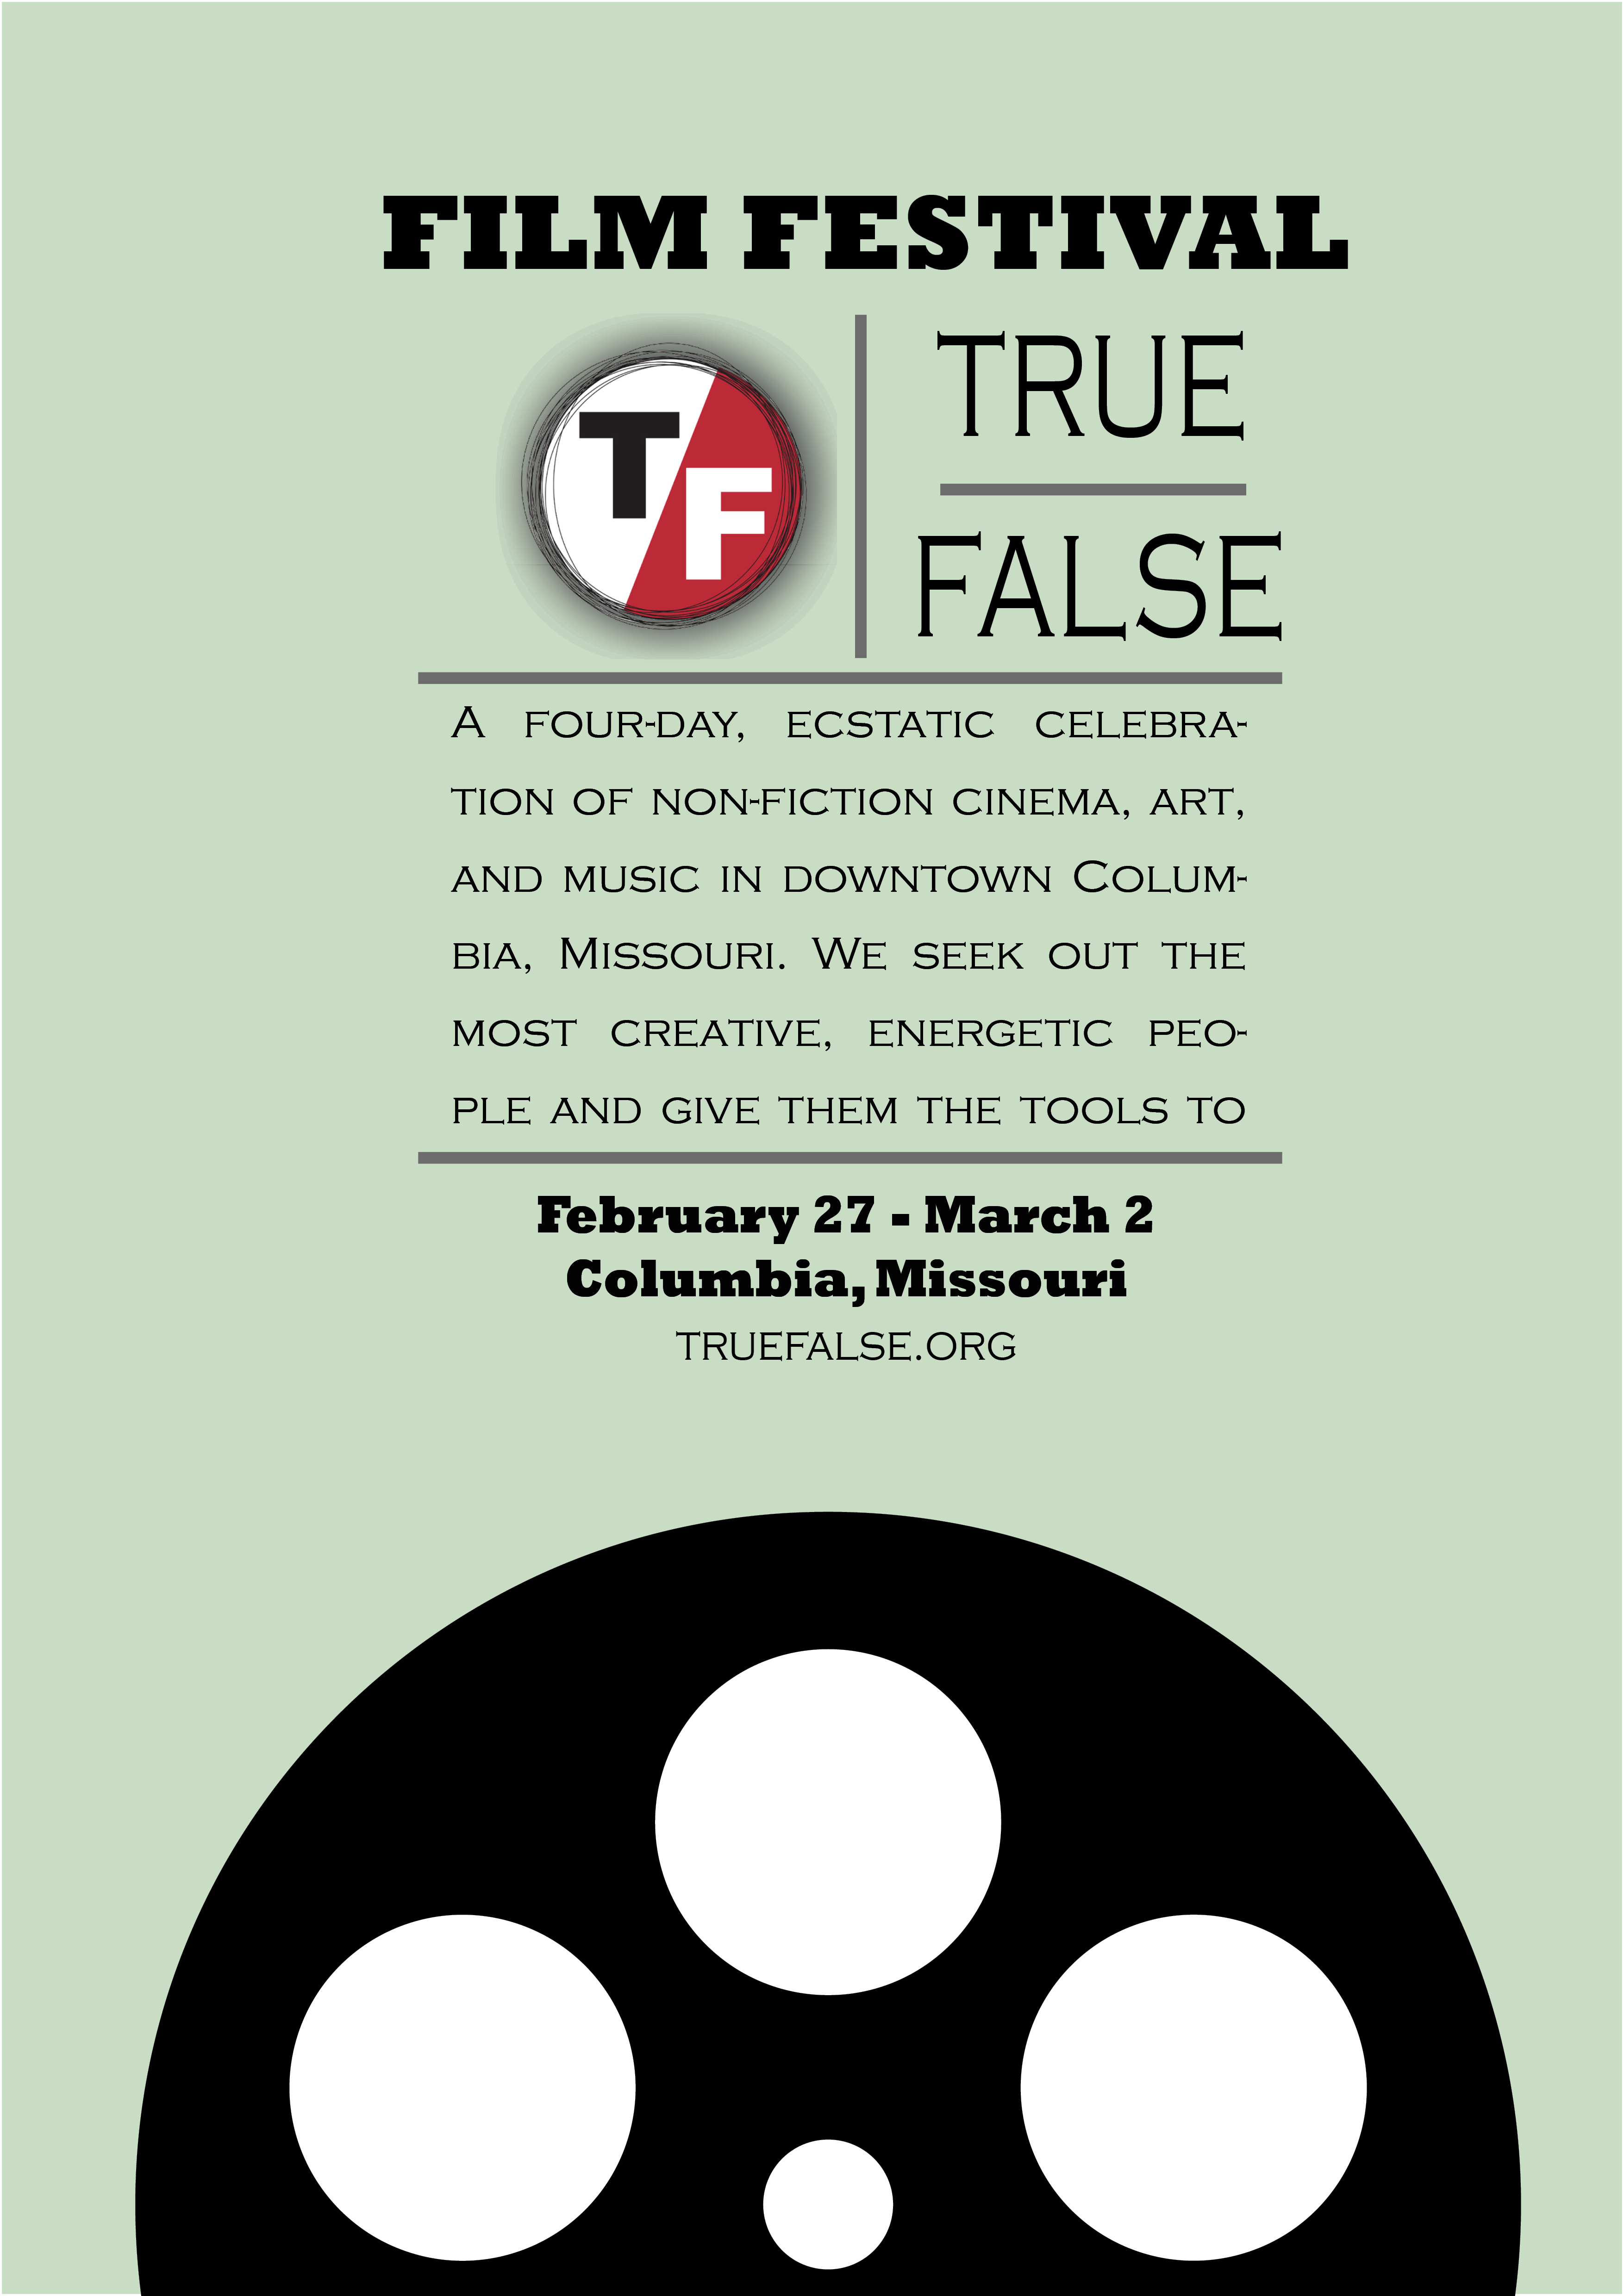 FILM FESTIVAL
T
F
TRUE
FALSE
A FOUR-DAY, ECSTATIC CELEBRA-
TION OF NON-FICTION CINEMA, ART,
AND MUSIC IN DOWNTOWN COLUM-
BIA, MISSOURI. WE SEEK OUT THE
MOST CREATIVE, ENERGETIC PEO-
PLE AND GIVE THEM THE TOOLS TO
February 27 - March 2
Columbia, Missouri
TRUEFALSE.ORG